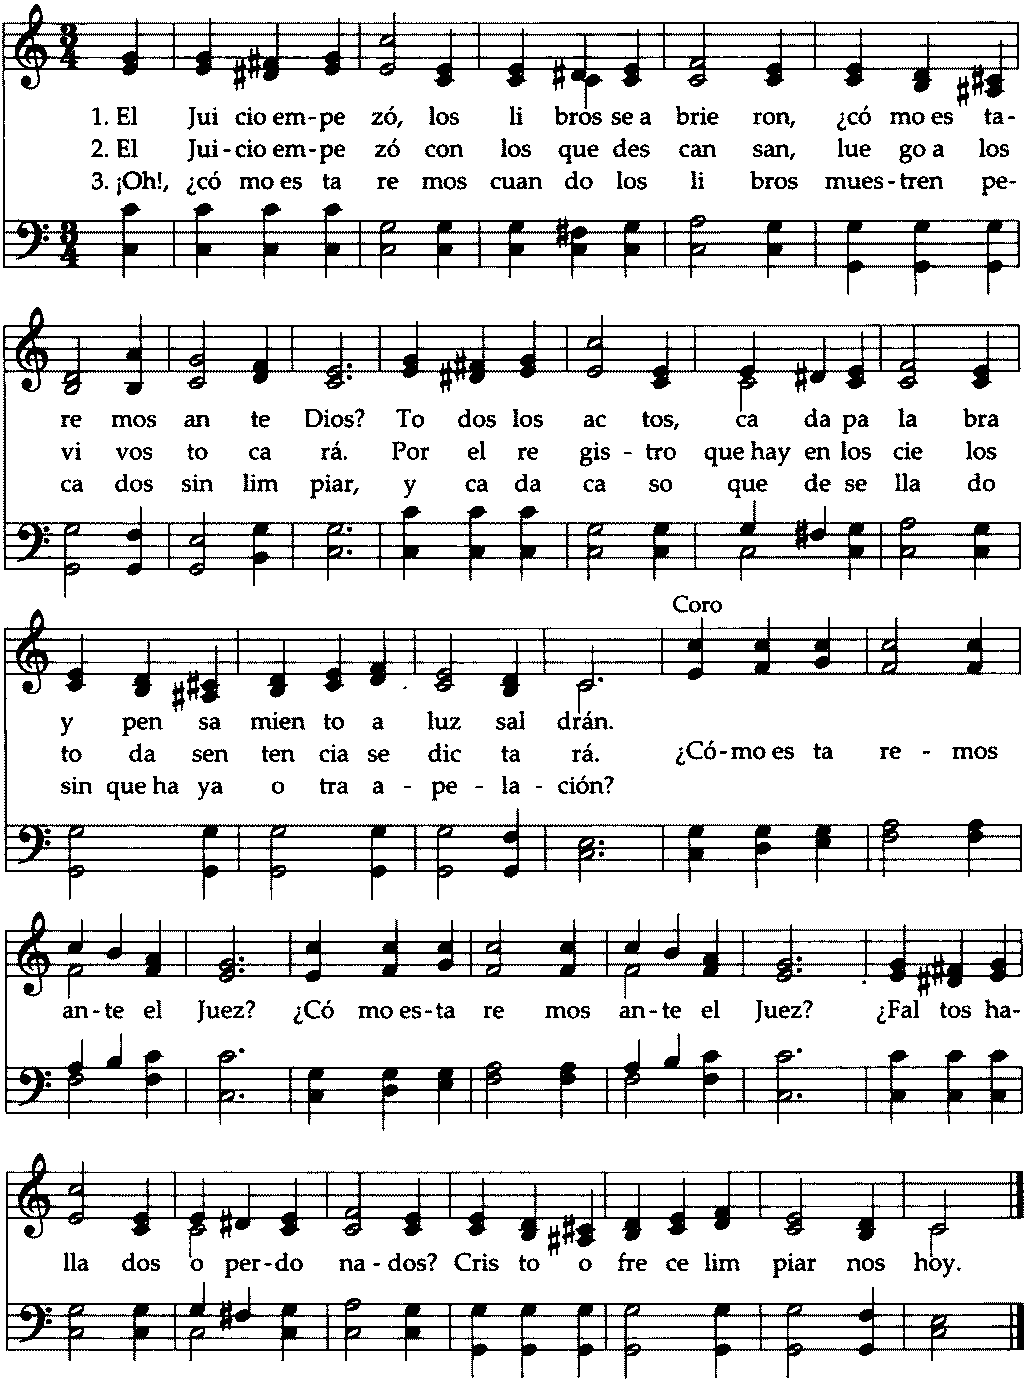 1. El Jui cio em-pe zó, los li bros se a brie ron, ¿có mo es ta-
2. El Jui-cio em-pe zó con los que des can san, lue go a los
3. ¡Oh!, ¿có mo es ta re mos cuan do los li bros mues-tren pe-
re mos an te Dios? To dos los ac tos, ca da pa la bra
vi vos to ca rá. Por el re gis-tro que hay en los cie los
ca dos sin lim piar, y ca da ca so que de se lla do
Coro
y pen sa mien to a luz sal drán.
to da sen ten cia se dic ta rá. ¿Có-mo es ta re-mos
sin que ha ya o tra a-pe-la-ción?
an-te el Juez? ¿Có mo es-ta re mos an-te el Juez? ¿Fal tos ha-
lla dos o per-do na-dos? Cris to o fre ce lim piar nos hoy.